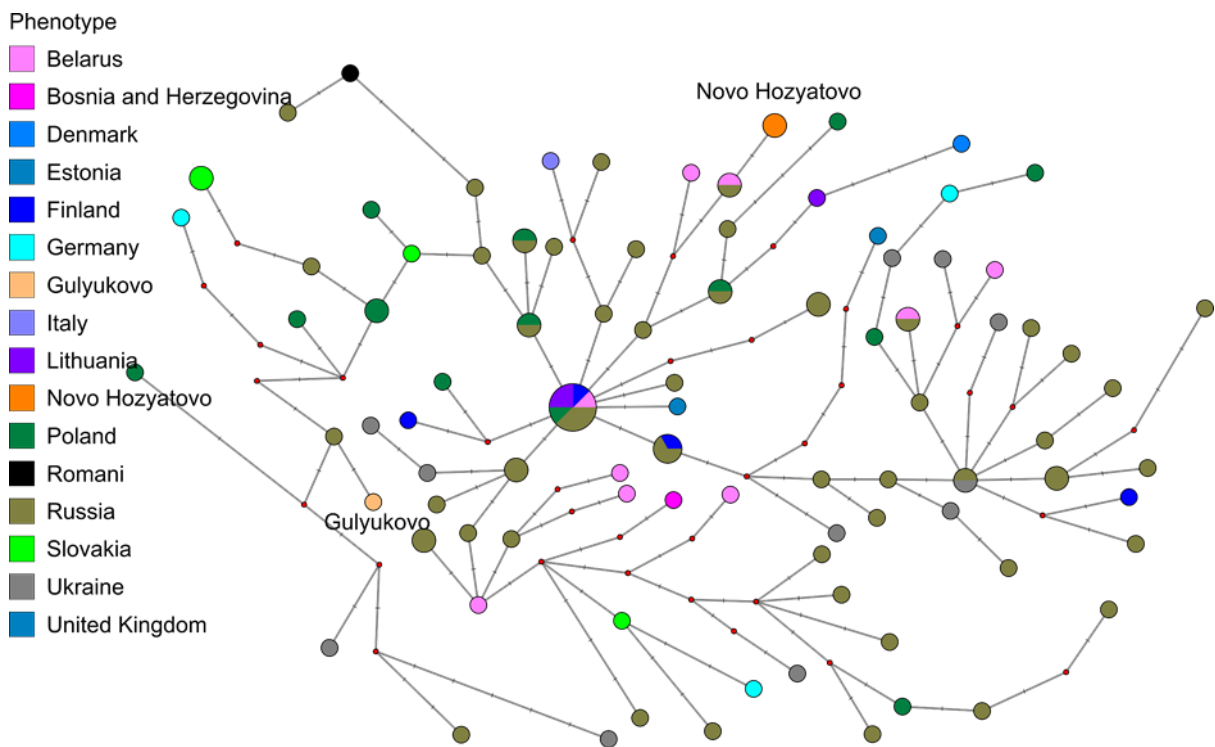 Phenotype
Belarus
Bosnia and Herzegovina
Denmark
Estonia
Finland
Germany
Gulyukovo
Italy
Lithuania
Novo Hozyatovo
Poland
Romani
Russia
Slovakia
Ukraine
United Kingdom
Novo Hozyatovo
Gulyukovo